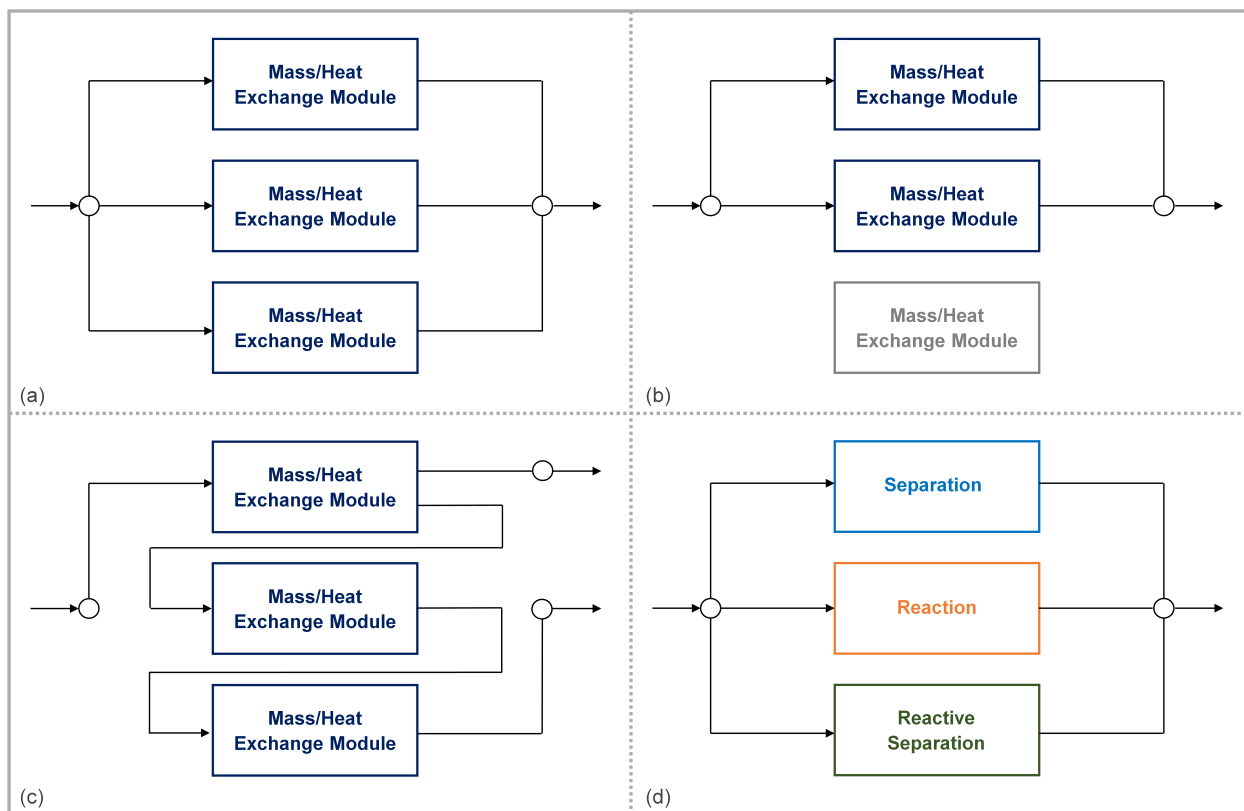 Mass/Heat
Exchange Module
Mass/Heat
Exchange Module
Mass/Heat
Exchange Module
(a)
Mass/Heat
Exchange Module
Mass/Heat
Exchange Module
Mass/Heat
Exchange Module
(b)
Mass/Heat
Exchange Module
Mass/Heat
Exchange Module
Mass/Heat
Exchange Module
(c)
Separation
Reaction
Reactive
Separation
(d)